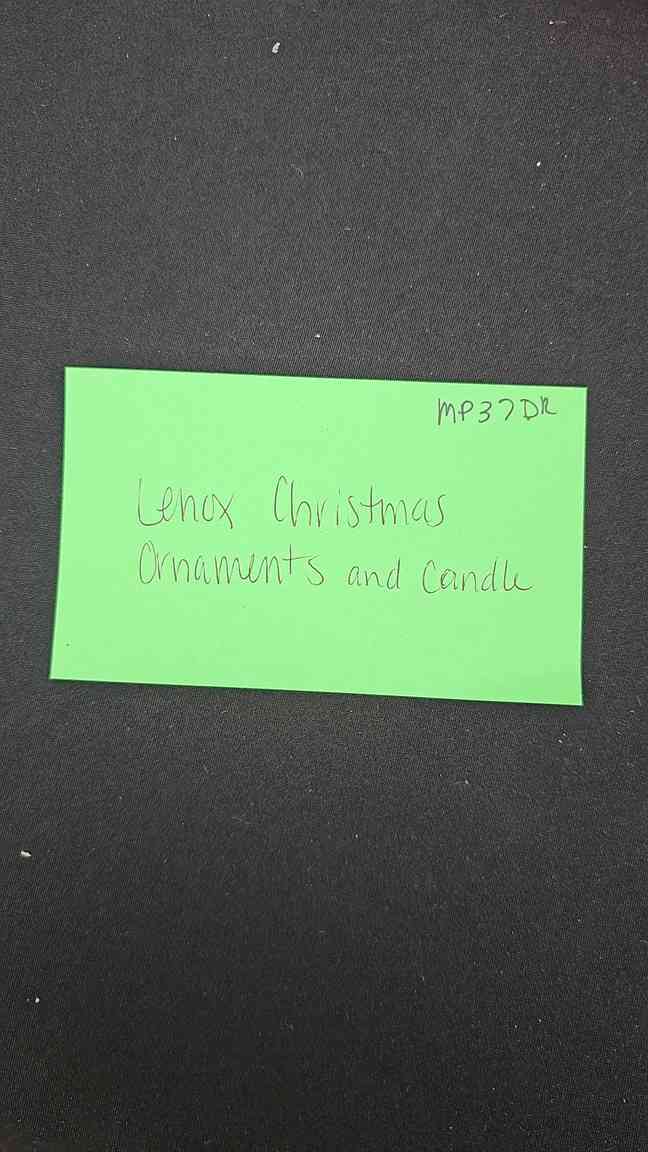 MP37DR
Lenox Christmas
Ornaments and Candle